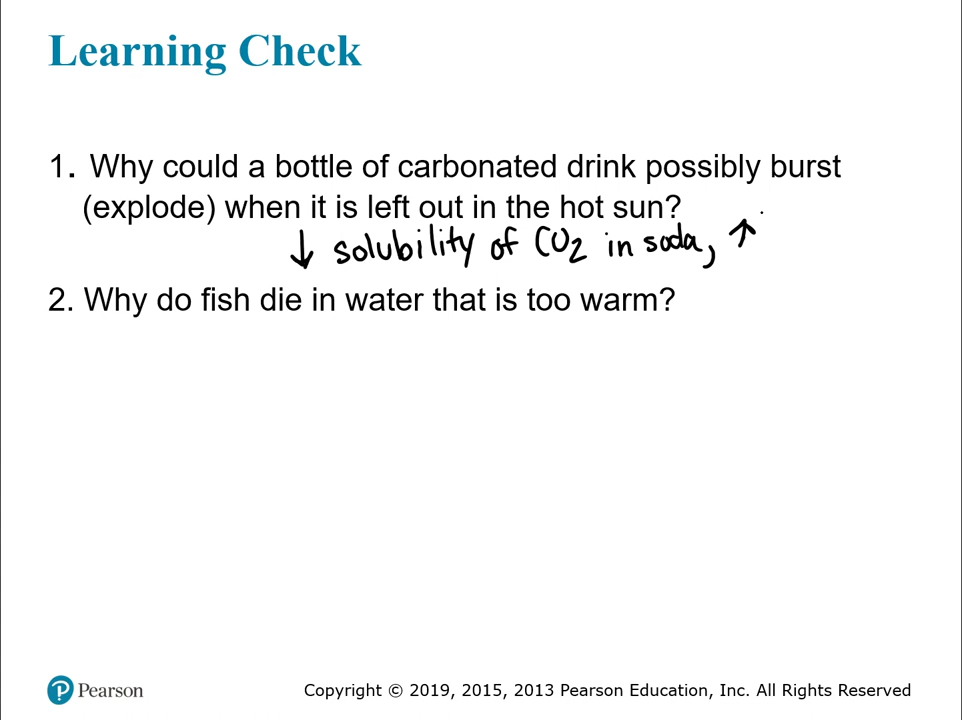 Learning Check
1. Why could a bottle of carbonated drink possibly burst
(explode) when it is left out in the hot sun?
↓ solubility of CO2 in soda, ↑
2. Why do fish die in water that is too warm?
Pearson
Copyright © 2019, 2015, 2013 Pearson Education, Inc. All Rights Reserved